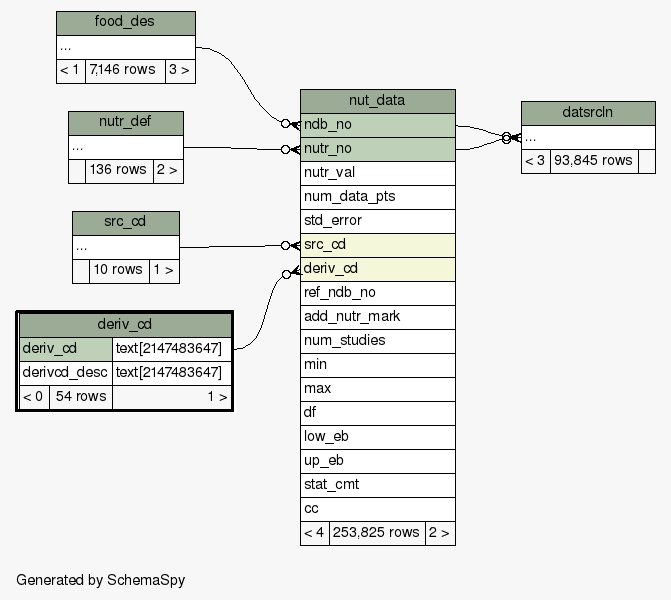 food_des
...
< 1 7,146 rows 3 >
nutr_def
...
136 rows 2 >
src_cd
...
10 rows 1 >
deriv_cd
deriv_cd text[2147483647]
derivcd_desc text[2147483647]
< 0 54 rows 1 >
nut_data
ndb_no
nutr_no
nutr_val
num_data_pts
std_error
src_cd
deriv_cd
ref_ndb_no
add_nutr_mark
num_studies
min
max
df
low_eb
up_eb
stat_cmt
cc
< 4 253,825 rows 2 >
datsrcln
...
< 3 93,845 rows
Generated by SchemaSpy